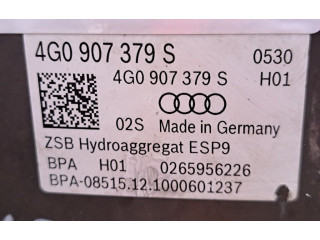 4G0 907 379 S 0530
4G0 907 379 S H01
02S Made in Germany
ZSB Hydroaggregat ESP9
BPA H01 0265956226
BPA-08515.12.1000601237